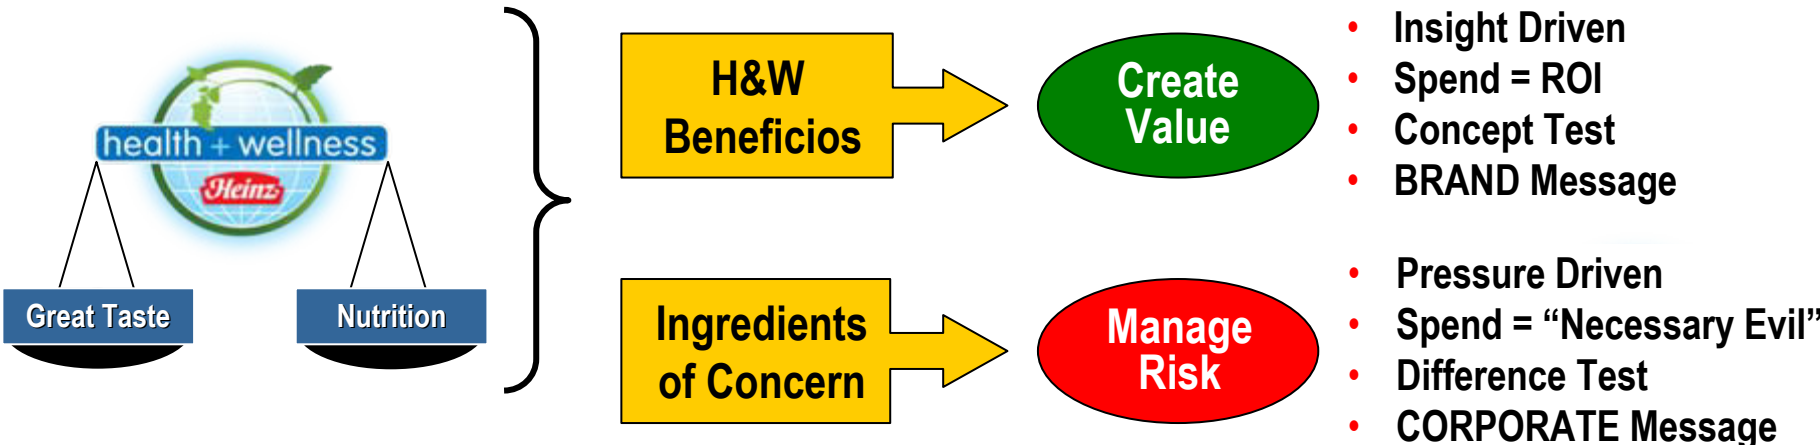 health + wellness
Heinz
Great Taste
Nutrition
H&W
Beneficios
Create
Value
• Insight Driven
• Spend = ROI
• Concept Test
• BRAND Message
Ingredients
of Concern
Manage
Risk
• Pressure Driven
• Spend = “Necessary Evil”
• Difference Test
• CORPORATE Message